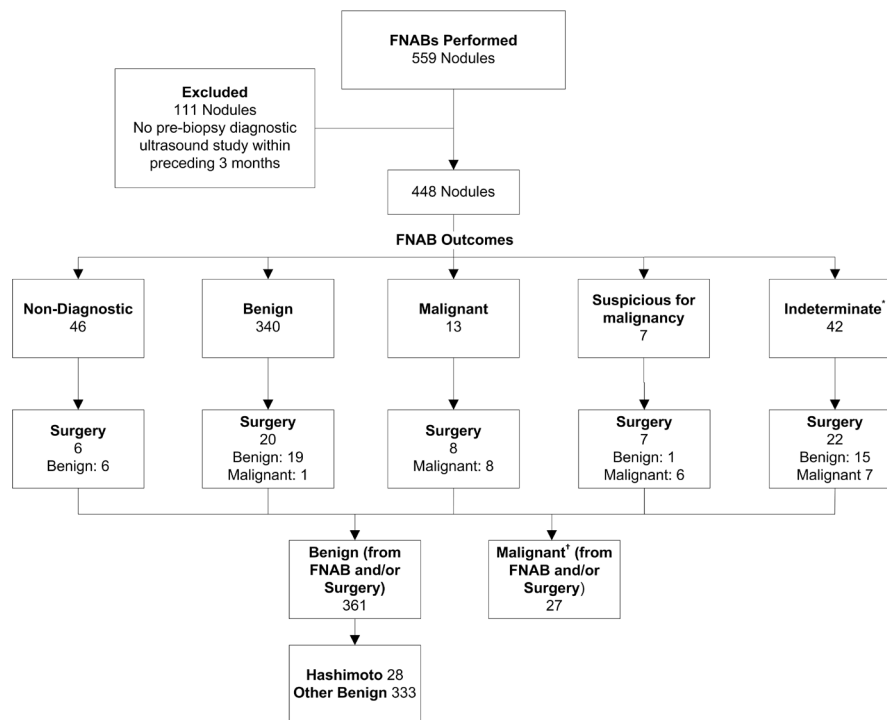 FNABs Performed
559 Nodules
Excluded
111 Nodules
No pre-biopsy diagnostic
ultrasound study within
preceding 3 months
448 Nodules
FNAB Outcomes
Non-Diagnostic
46
Benign
340
Malignant
13
Suspicious for
malignancy
7
Indeterminate*
42
Surgery
6
Benign: 6
Surgery
20
Benign: 19
Malignant: 1
Surgery
8
Malignant: 8
Surgery
7
Benign: 1
Malignant: 6
Surgery
22
Benign: 15
Malignant 7
Benign (from
FNAB and/or
Surgery)
361
Malignant† (from
FNAB and/or
Surgery)
27
Hashimoto 28
Other Benign 333